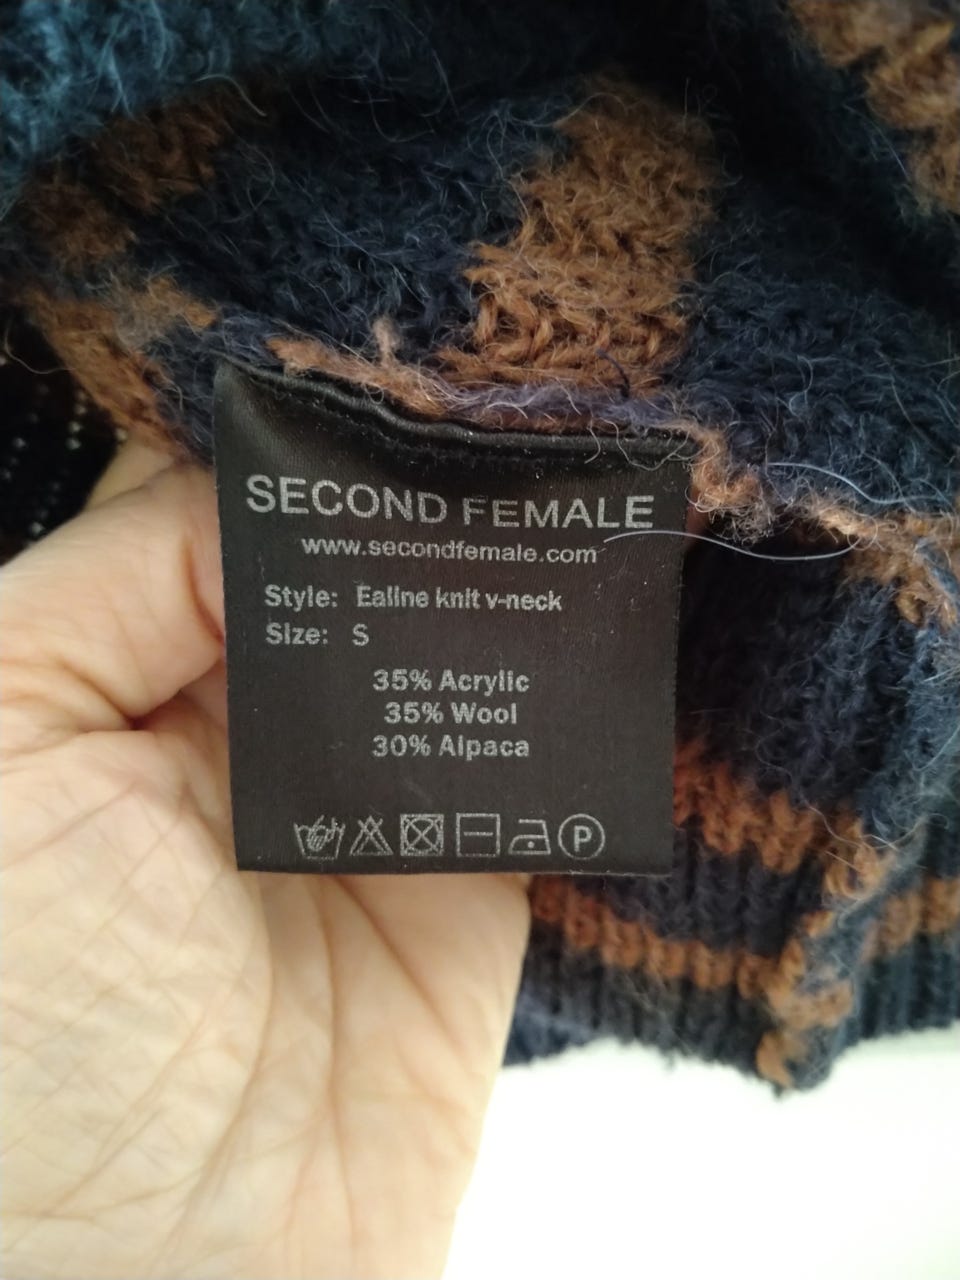 SECOND FEMALE
www.secondfemale.com
Style: Ealine knit v-neck
Size: S
35% Acrylic
35% Wool
30% Alpaca
P